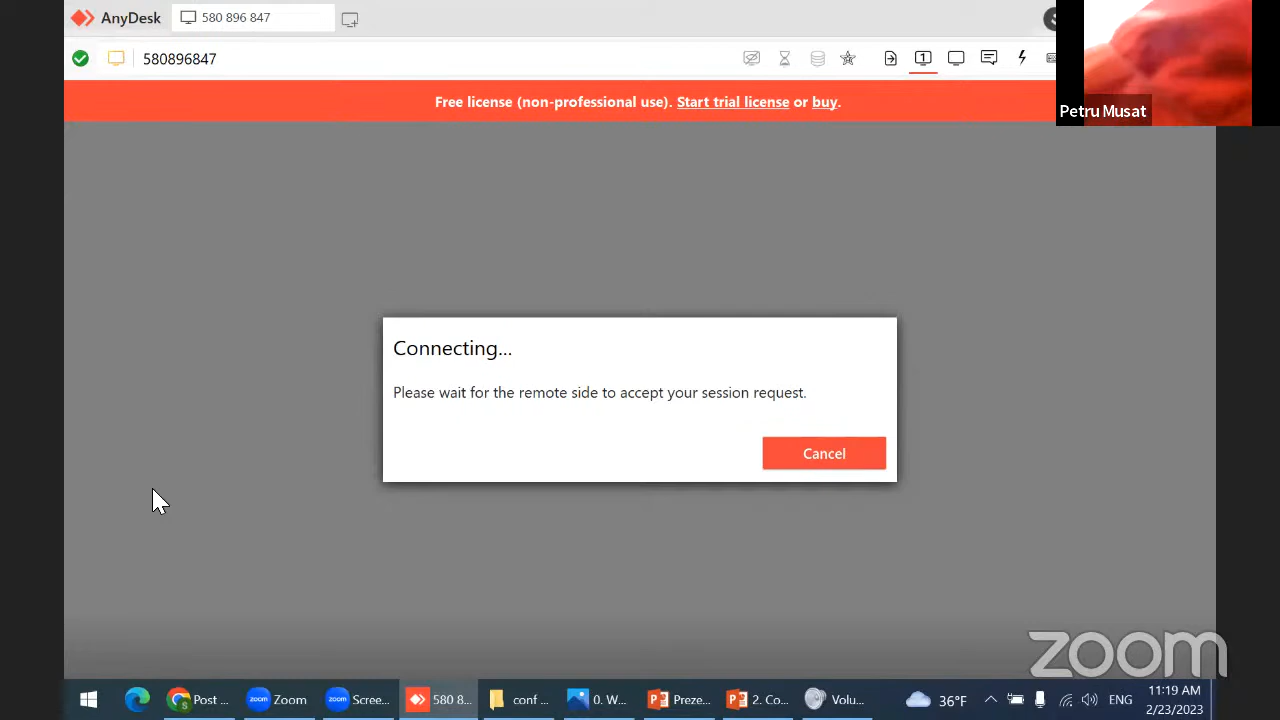 AnyDesk
580 896 847
580896847
Free license (non-professional use). Start trial license or buy.
Petru Musat
Connecting...
Please wait for the remote side to accept your session request.
Cancel
zoom
Post ...
Zoom
Scree...
580 8...
conf ...
0. W...
Preze...
2. Co...
Volu...
36°F
ENG
11:19 AM
2/23/2023